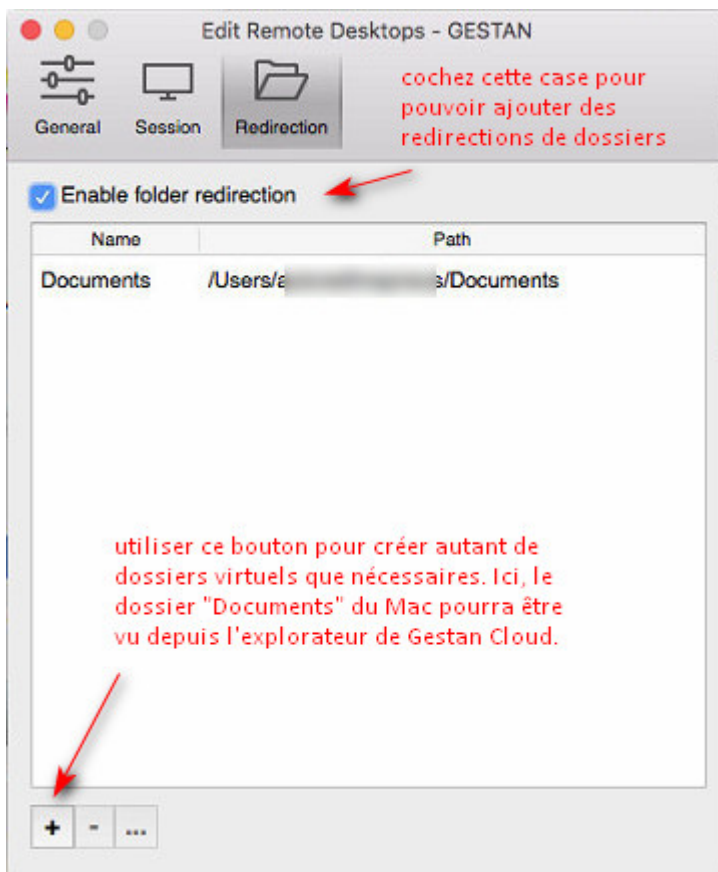 Edit Remote Desktops - GESTAN
General Session Redirection
cochez cette case pour
pouvoir ajouter des
redirections de dossiers
Enable folder redirection
Name Path
Documents /Users/a s/Documents
utiliser ce bouton pour créer autant de
dossiers virtuels que nécessaires. Ici, le
dossier "Documents" du Mac pourra être
vu depuis l'explorateur de Gestan Cloud.
+ - ...